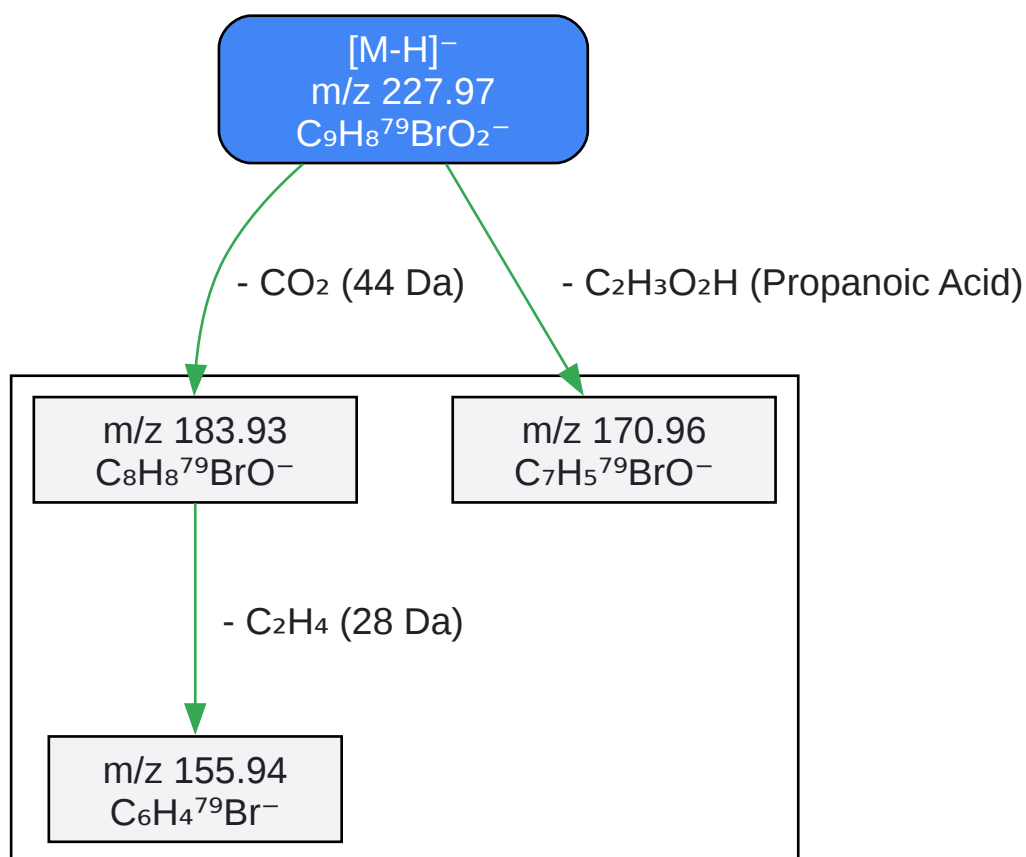 [M-H]⁻
m/z 227.97
C₉H₈⁷⁹BrO₂⁻
- CO₂ (44 Da)
- C₂H₃O₂H (Propanoic Acid)
m/z 183.93
C₈H₈⁷⁹BrO⁻
m/z 170.96
C₇H₅⁷⁹BrO⁻
- C₂H₄ (28 Da)
m/z 155.94
C₆H₄⁷⁹Br⁻